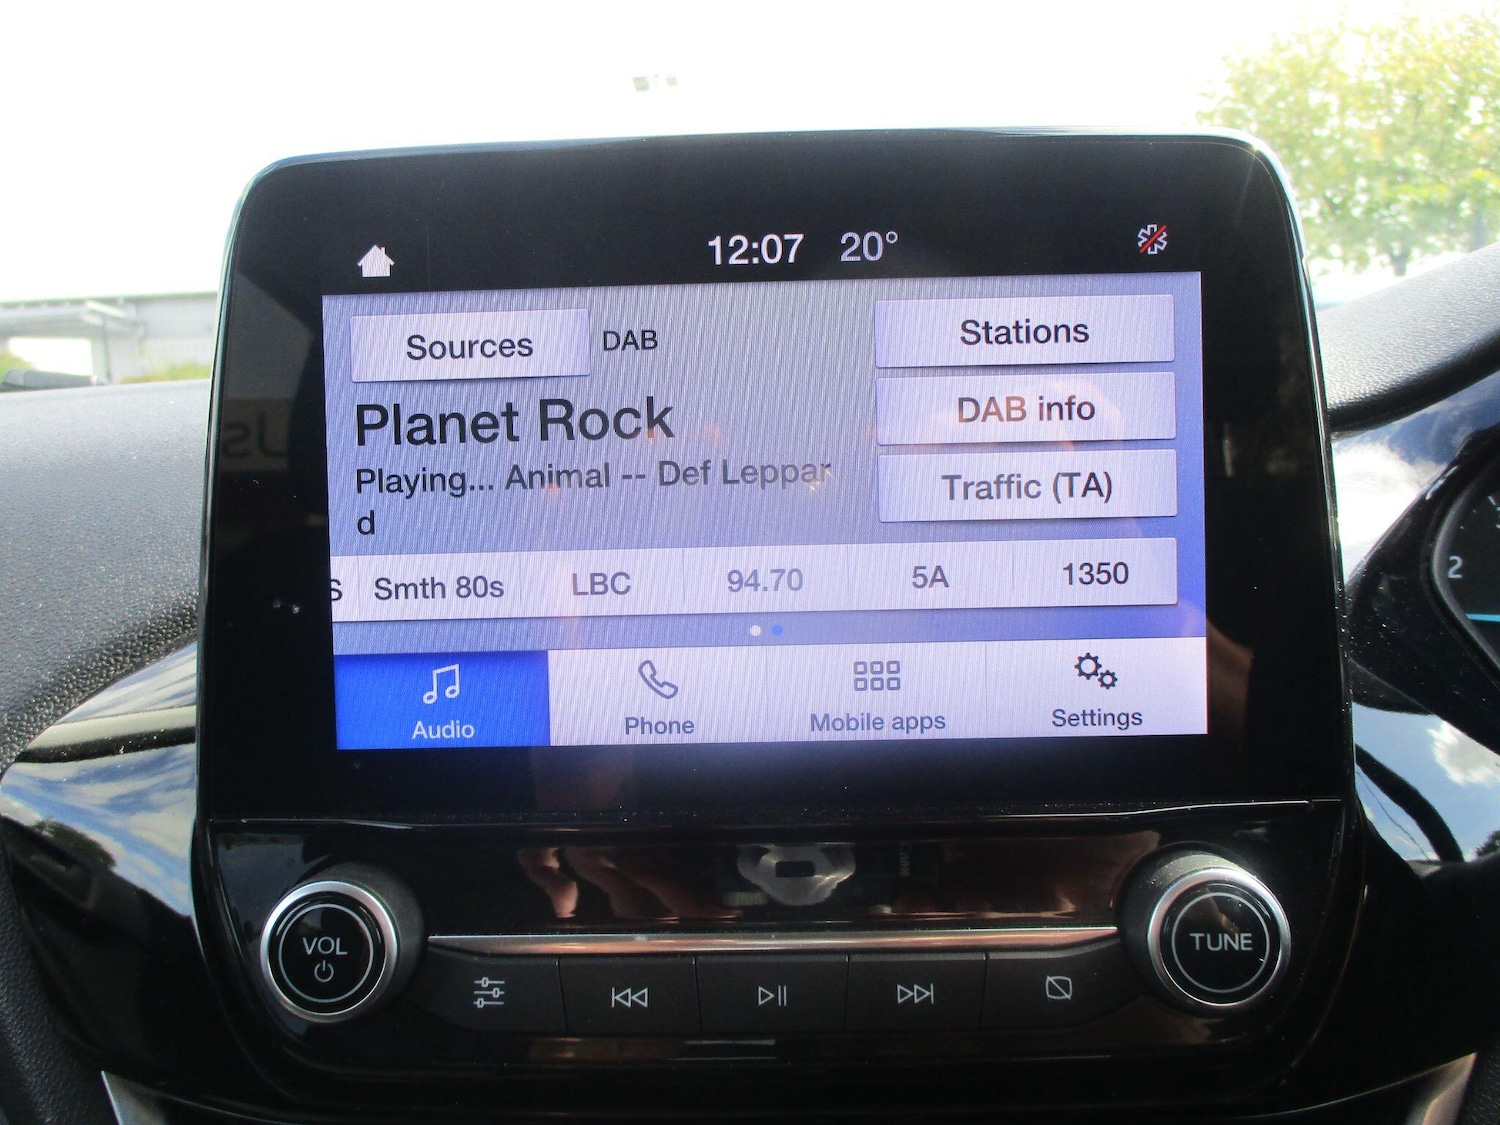 12:07 20°
Sources DAB Stations
Planet Rock
DAB info
Playing... Animal -- Def Leppar
d
Traffic (TA)
S Smth 80s LBC 94.70 5A 1350
Audio Phone Mobile apps Settings
VOL TUNE
2